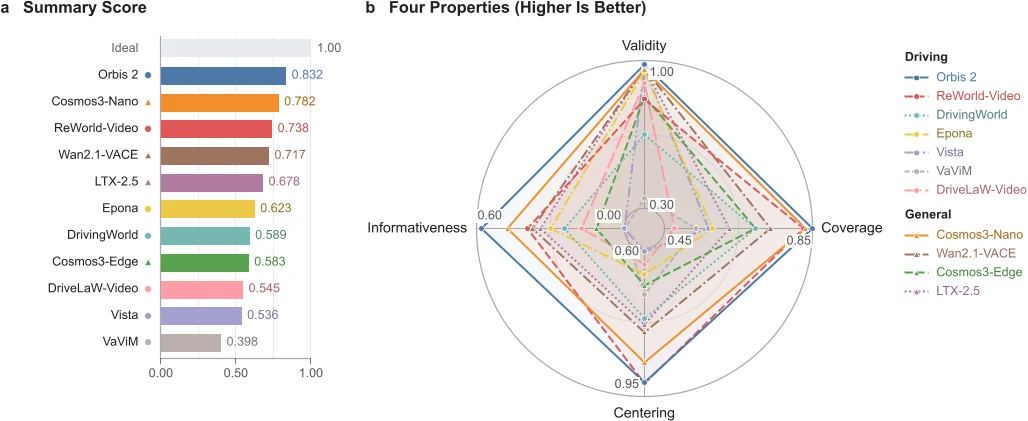 a Summary Score
Ideal 1.00
Orbis 2 0.832
Cosmos3-Nano 0.782
ReWorld-Video 0.738
Wan2.1-VACE 0.717
LTX-2.5 0.678
Epona 0.623
DrivingWorld 0.589
Cosmos3-Edge 0.583
DriveLaW-Video 0.545
Vista 0.536
VaViM 0.398
0.00 0.50 1.00
b Four Properties (Higher Is Better)
Validity
1.00
0.30
0.60 0.00
Informativeness
Coverage
0.45 0.85
0.60
0.95
Centering
Driving
Orbis 2
ReWorld-Video
DrivingWorld
Epona
Vista
VaViM
DriveLaW-Video
General
Cosmos3-Nano
Wan2.1-VACE
Cosmos3-Edge
LTX-2.5